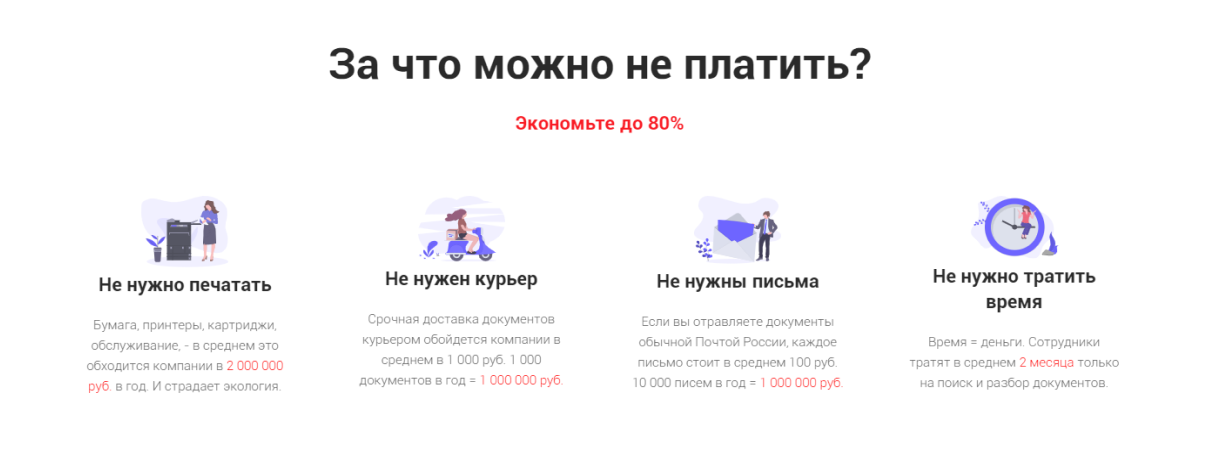 За что можно не платить?
Экономьте до 80%
Не нужно печатать
Бумага, принтеры, картриджи,
обслуживание, - в среднем это
обходится компании в 2 000 000
руб. в год. И страдает экология.
Не нужен курьер
Срочная доставка документов
курьером обойдется компании в
среднем в 1 000 руб. 1 000
документов в год = 1 000 000 руб.
Не нужны письма
Если вы отравляете документы
обычной Почтой России, каждое
письмо стоит в среднем 100 руб.
10 000 писем в год = 1 000 000 руб.
Не нужно тратить
время
Время = деньги. Сотрудники
тратят в среднем 2 месяца только
на поиск и разбор документов.